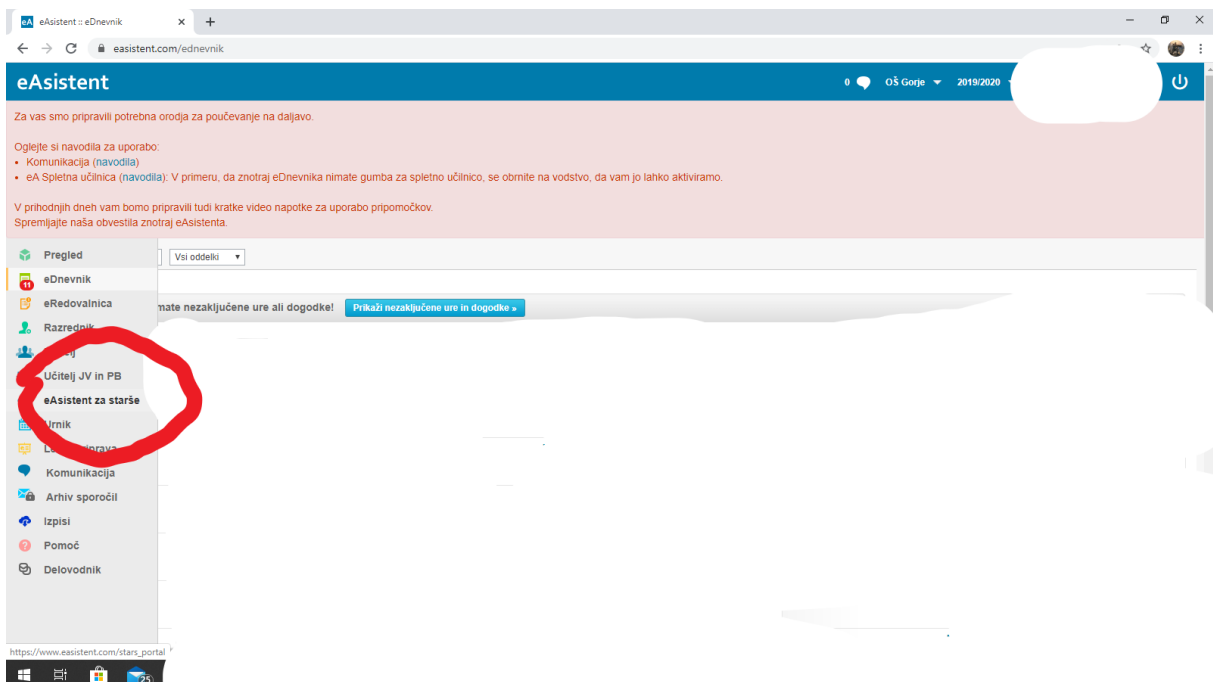 eA eAsistent :: eDnevnik
easistent.com/ednevnik
eAsistent
0 OŠ Gorje 2019/2020
Za vas smo pripravili potrebna orodja za poučevanje na daljavo.
Oglejte si navodila za uporabo:
• Komunikacija (navodila)
• eA Spletna učilnica (navodila): V primeru, da znotraj eDnevnika nimate gumba za spletno učilnico, se obrnite na vodstvo, da vam jo lahko aktiviramo.
V prihodnjih dneh vam bomo pripravili tudi kratke video napotke za uporabo pripomočkov.
Spremljajte naša obvestila znotraj eAsistenta.
Pregled
Vsi oddelki
eDnevnik
11
eRedovalnica
nezaključene ure ali dogodke! Prikaži nezaključene ure in dogodke »
Razrednik
Učitelj JV in PB
eAsistent za starše
Urnik
Komunikacija
Arhiv sporočil
Izpisi
Pomoč
Delovodnik
https://www.easistent.com/stars_portal
25